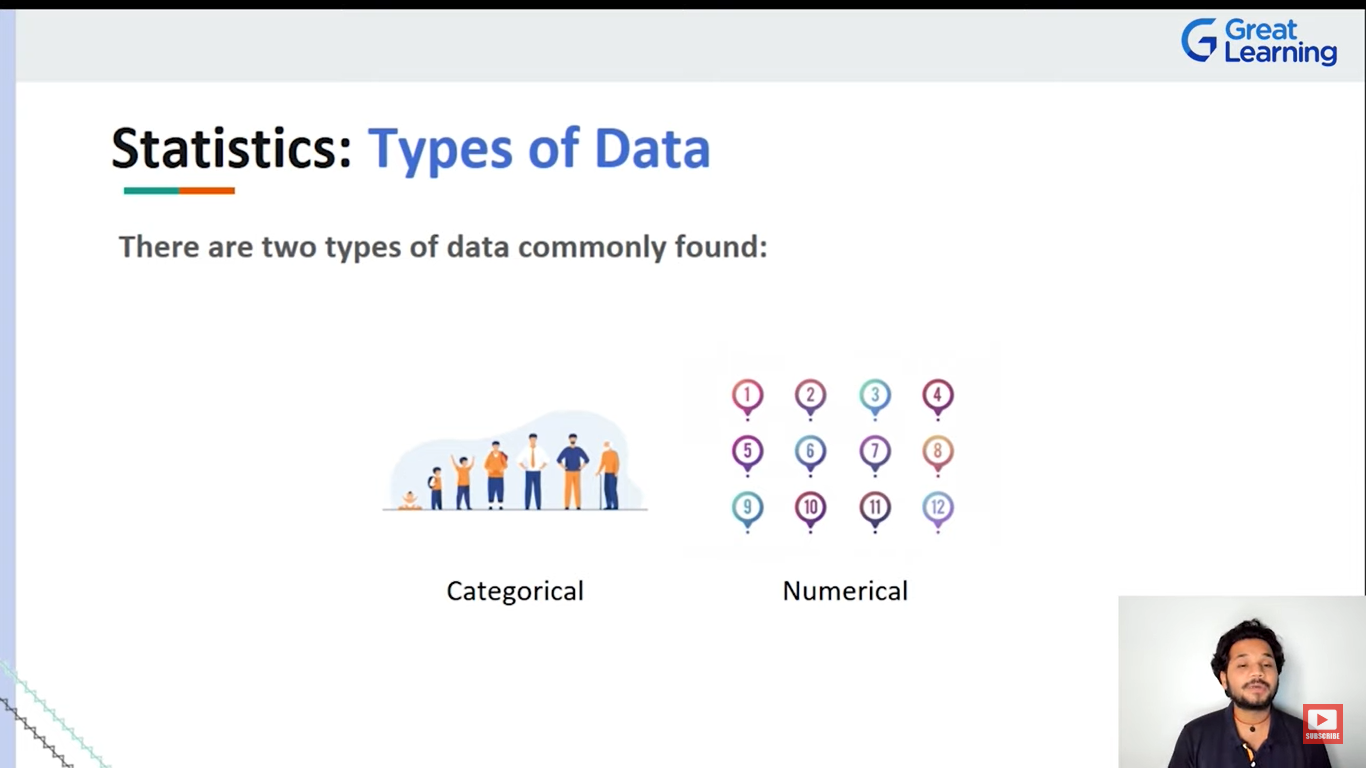 Great
Learning
Statistics: Types of Data
There are two types of data commonly found:
1 2 3 4
5 6 7 8
9 10 11 12
Categorical Numerical
SUBSCRIBE